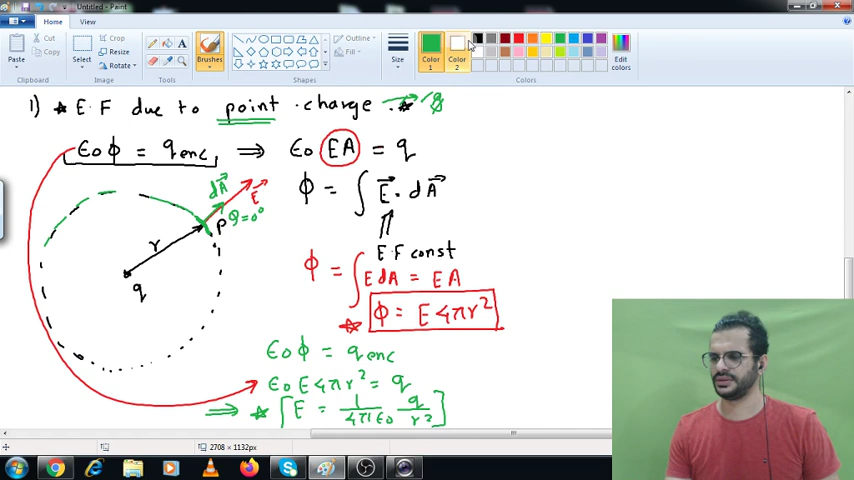 Untitled - Paint
Home View
Cut
Copy
Paste
Clipboard
Select
Crop
Resize
Rotate
Image
Tools
Brushes
Outline
Fill
Shapes
Size
Color 1
Color 2
Colors
Edit colors
1) ★ E.F due to point charge . ★
ϵ₀ϕ = q enc ⇒ ϵ₀ EA = q
ϕ = ∫ E⃗ · dA⃗
dA⃗ E⃗
P θ=0°
r
q
E.F const
ϕ = ∫ E dA = EA
★ ϕ = E 4πr²
ϵ₀ϕ = q enc
ϵ₀ E 4πr² = q
⇒ ★ [ E = 1/4πϵ₀ q/r² ]
2708 × 1132px